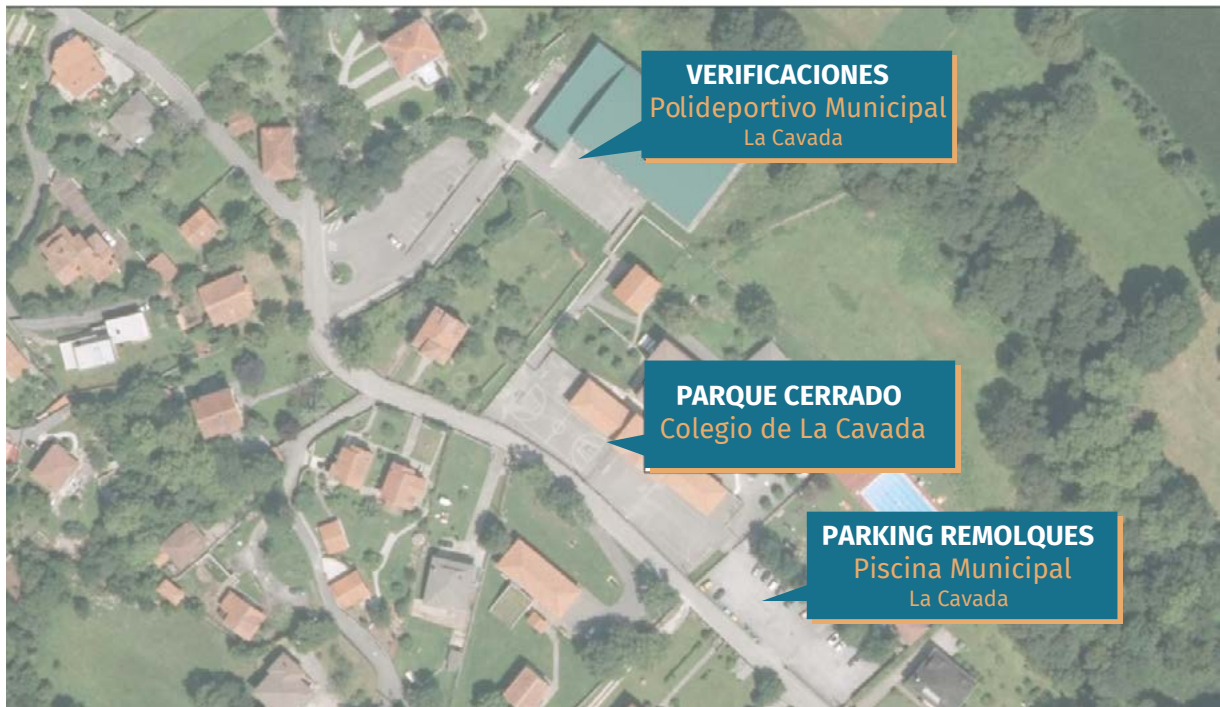 VERIFICACIONES
Polideportivo Municipal
La Cavada
PARQUE CERRADO
Colegio de La Cavada
PARKING REMOLQUES
Piscina Municipal
La Cavada